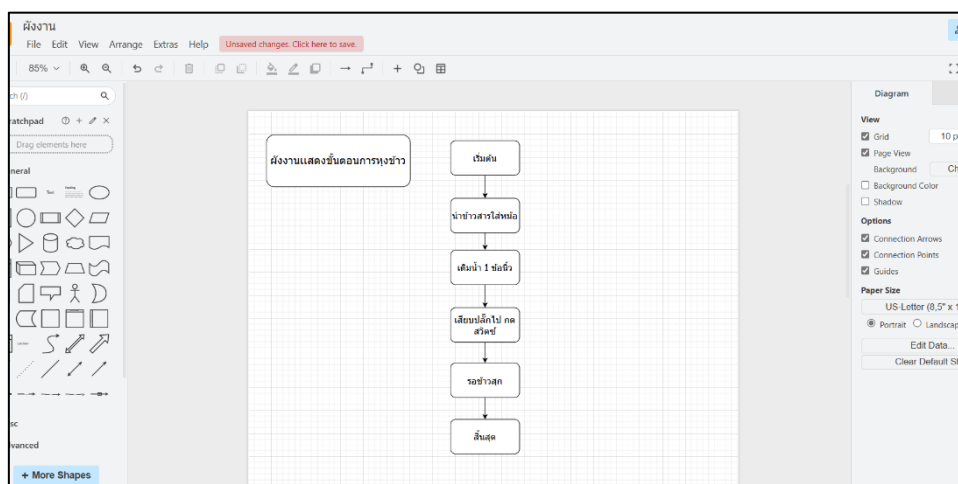 ผังงาน
File Edit View Arrange Extras Help Unsaved changes. Click here to save.
85%
Diagram
Drag elements here
Text
Heading
View
Grid 10 p
Page View
Background
Background Color
Shadow
Options
Connection Arrows
Connection Points
Guides
Paper Size
US-Letter (8,5" x 1
Portrait Landscap
Edit Data...
Clear Default St
+ More Shapes
ผังงานแสดงขั้นตอนการหุงข้าว
เริ่มต้น
นำข้าวสารใส่หม้อ
เติมน้ำ 1 ข้อนิ้ว
เสียบปลั๊กไป กด
สวิตช์
รอข้าวสุก
สิ้นสุด